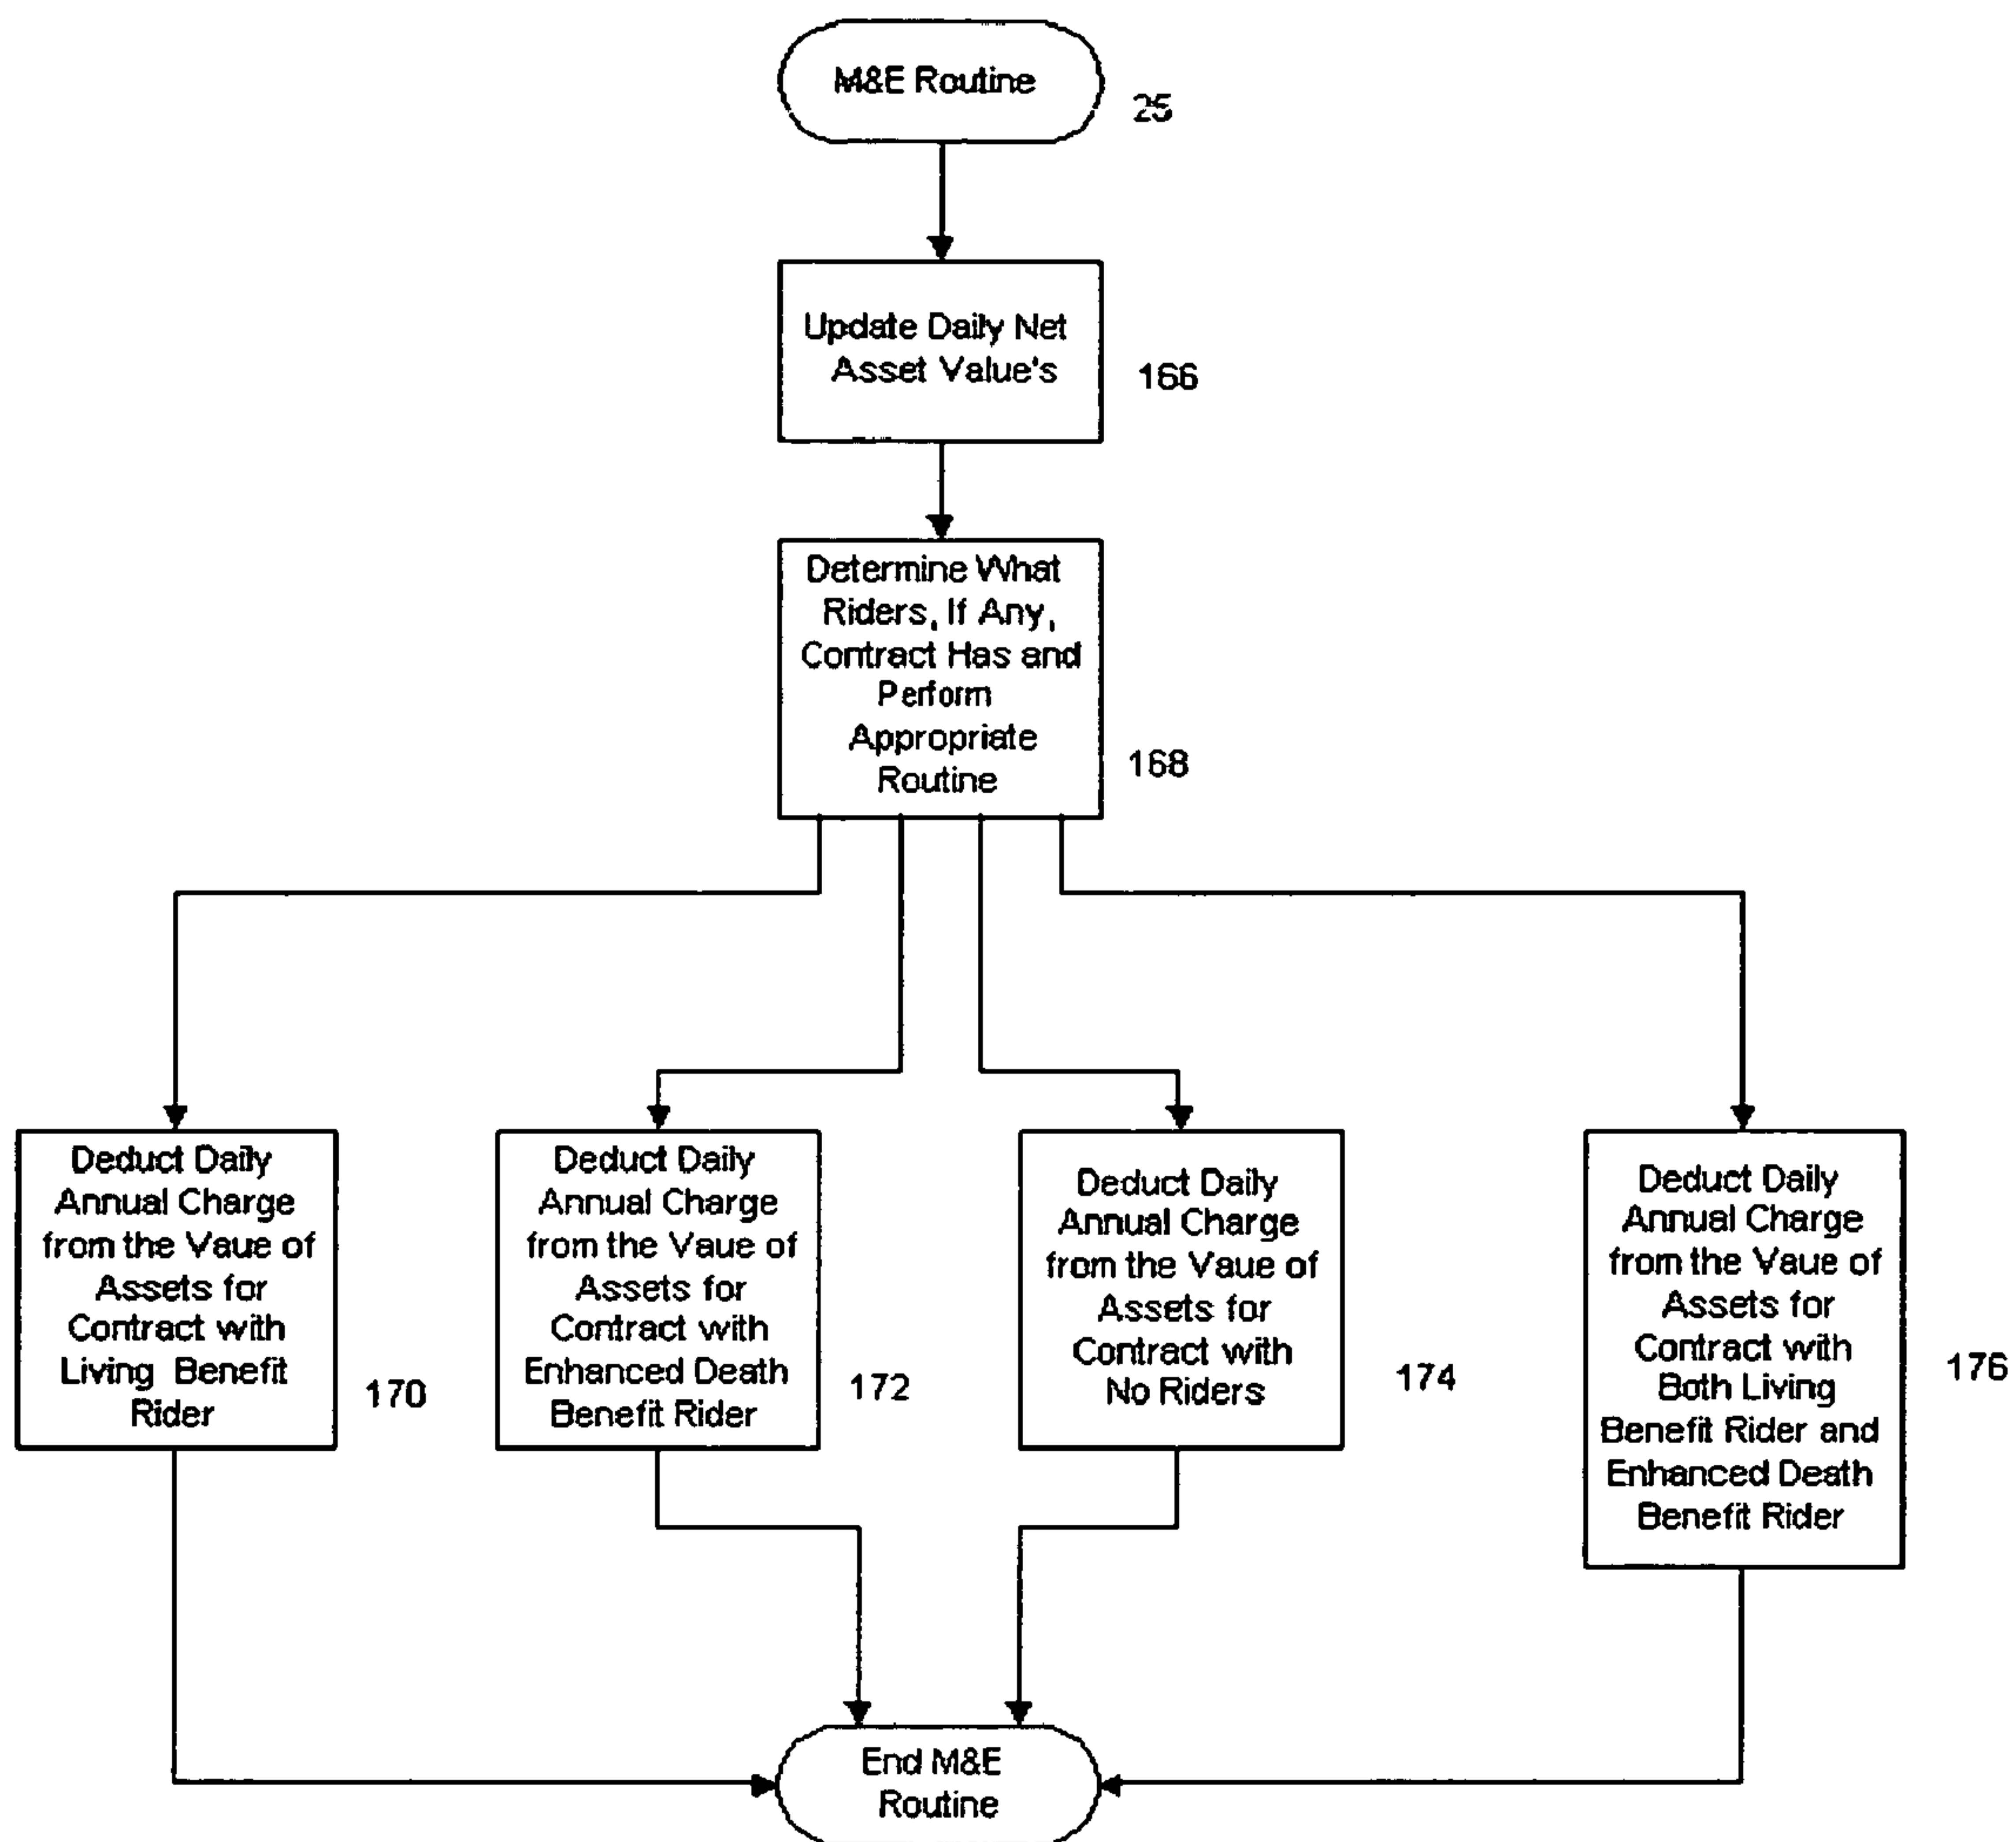 M&E Routine
25
Update Daily Net
Asset Value's
166
Determine What
Riders, If Any,
Contract Has and
Perform
Appropriate
Routine
168
Deduct Daily
Annual Charge
from the Vaue of
Assets for
Contract with
Living Benefit
Rider
170
Deduct Daily
Annual Charge
from the Vaue of
Assets for
Contract with
Enhanced Death
Benefit Rider
172
Deduct Daily
Annual Charge
from the Vaue of
Assets for
Contract with
No Riders
174
Deduct Daily
Annual Charge
from the Vaue of
Assets for
Contract with
Both Living
Benefit Rider and
Enhanced Death
Benefit Rider
176
End M&E
Routine